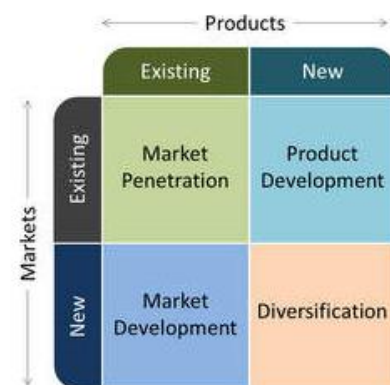 Products
Existing
New
Markets
Existing
Market
Penetration
Product
Development
New
Market
Development
Diversification